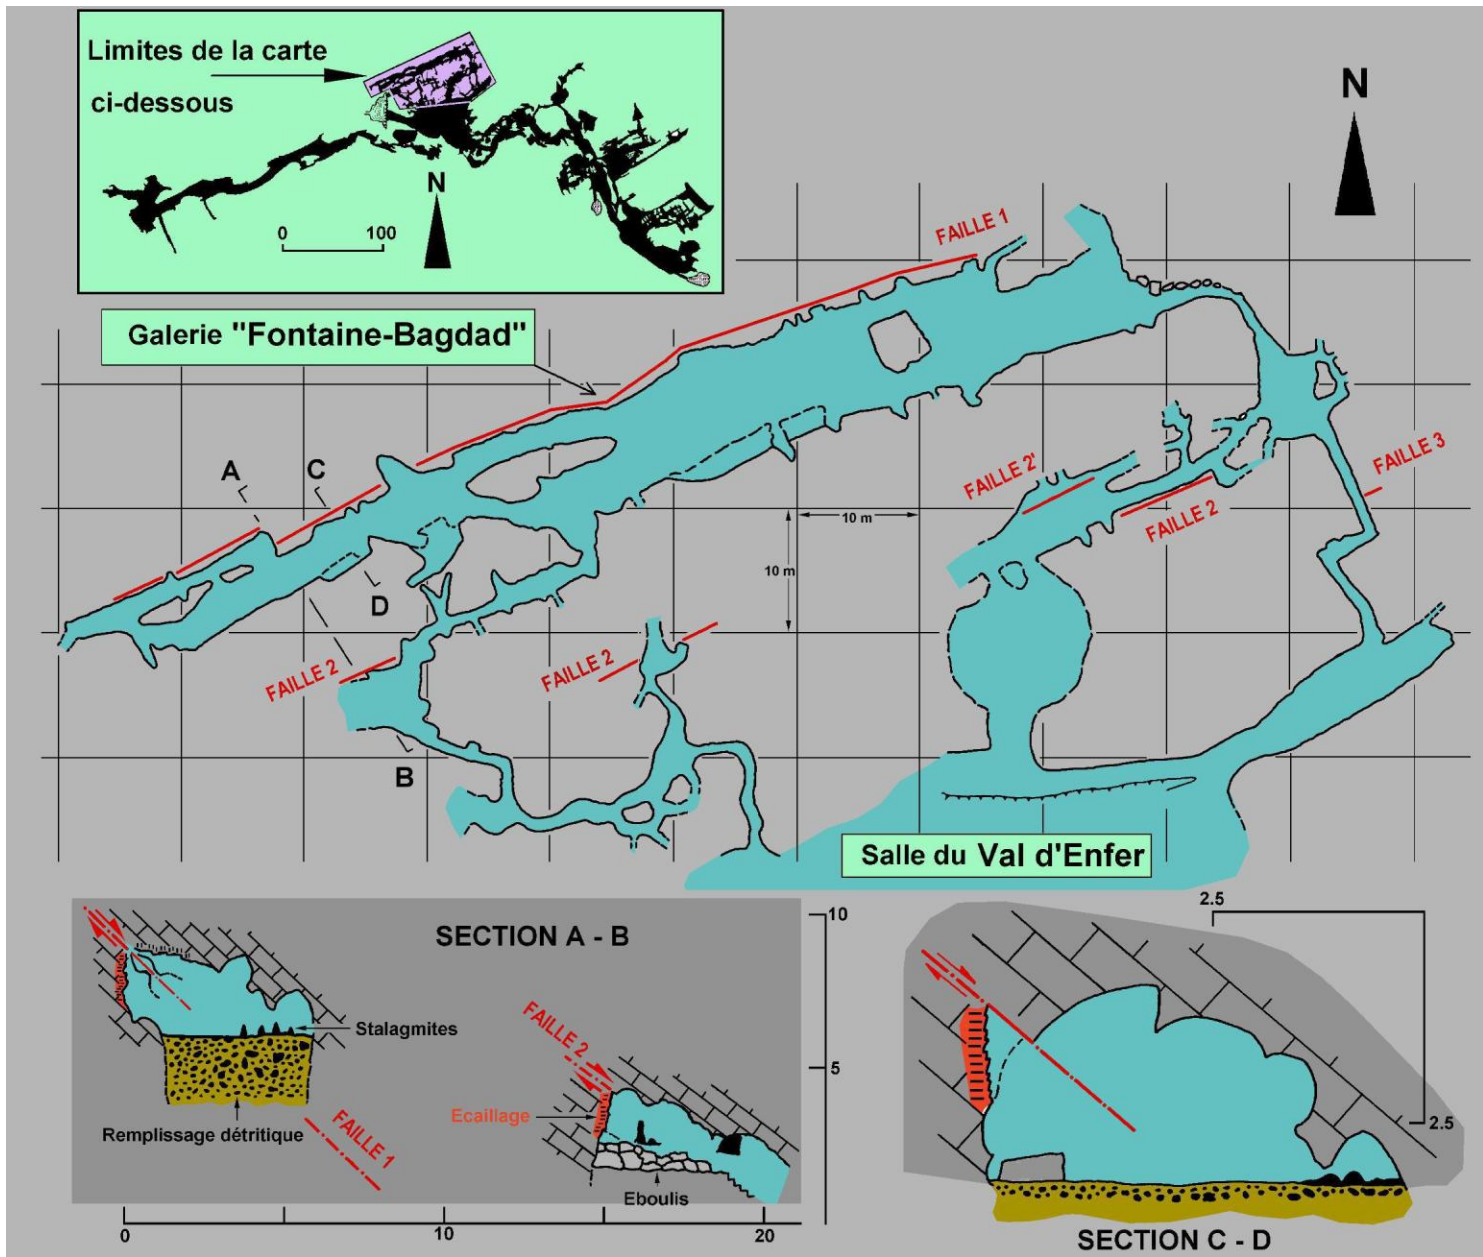 Limites de la carte
ci-dessous
N
0 100
N
FAILLE 1
Galerie "Fontaine-Bagdad"
A
C
FAILLE 3
FAILLE 2'
FAILLE 2
10 m
10 m
D
FAILLE 2
FAILLE 2
B
Salle du Val d'Enfer
SECTION A - B
10
5
Stalagmites
FAILLE 2
Remplissage détritique
FAILLE 1
Ecaillage
Eboulis
0 10 20
2.5
2.5
SECTION C - D